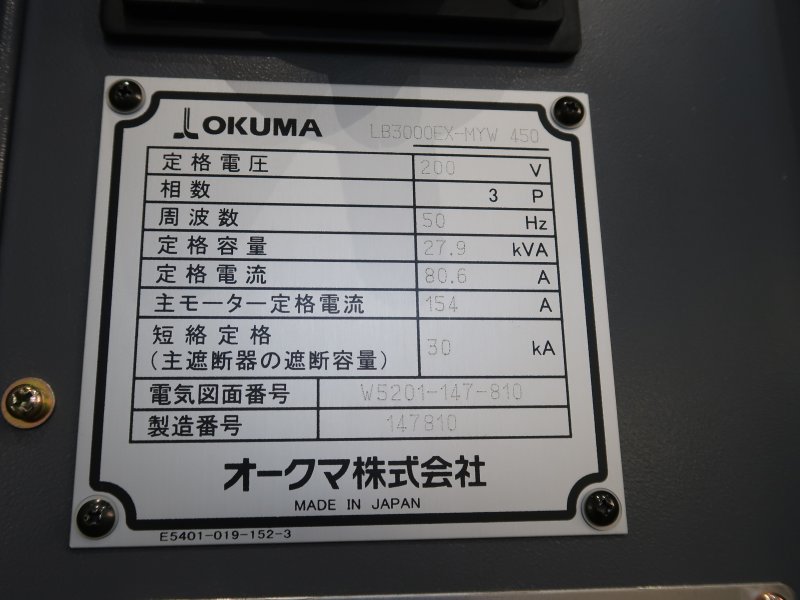 OKUMA LB3000EX-MYW 450
定格電圧 200 V
相数 3 P
周波数 50 Hz
定格容量 27.9 kVA
定格電流 80.6 A
主モーター定格電流 154 A
短絡定格
(主遮断器の遮断容量) 30 kA
電気図面番号 W5201-147-810
製造番号 147810
オークマ株式会社
MADE IN JAPAN
E5401-019-152-3